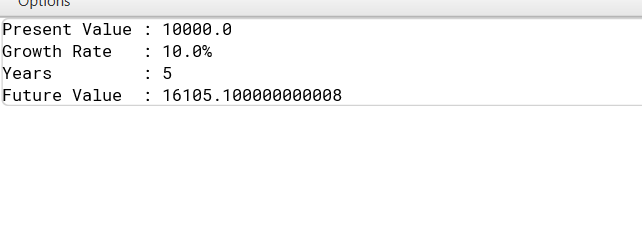 Options
Present Value : 10000.0
Growth Rate   : 10.0%
Years         : 5
Future Value  : 16105.100000000008